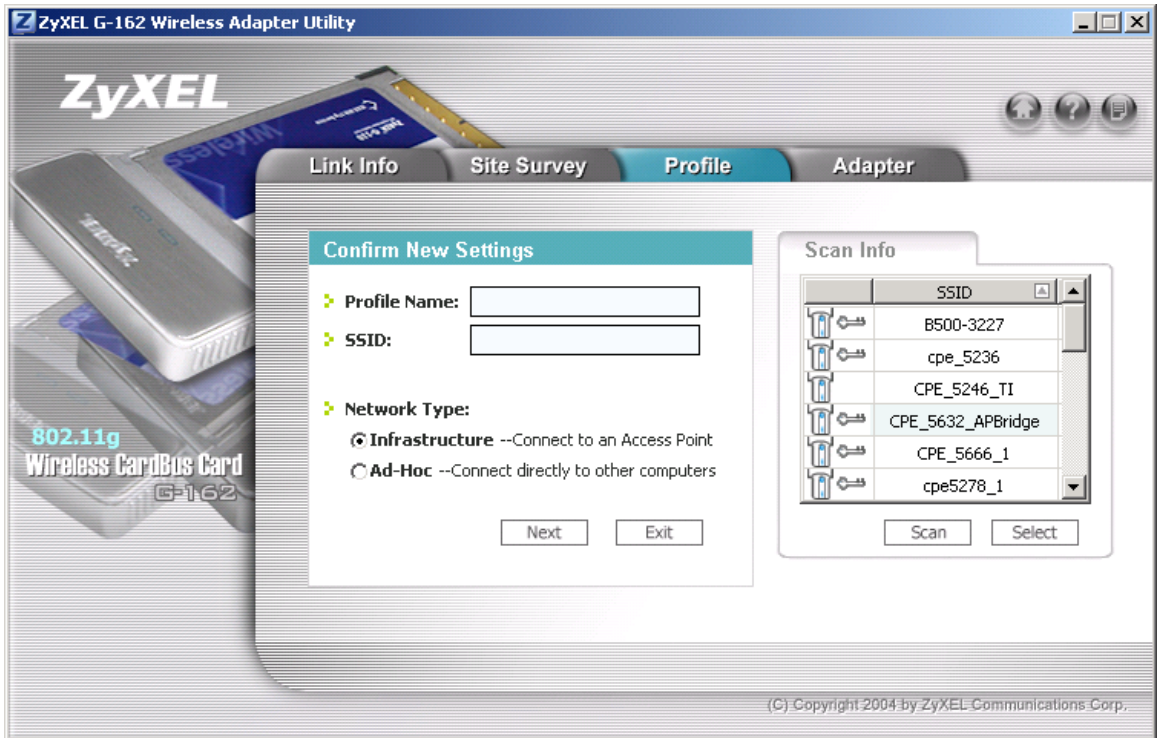 ZyXEL G-162 Wireless Adapter Utility
ZyXEL
Wireless
ZyXEL
Link Info
Site Survey
Profile
Adapter
Confirm New Settings
Profile Name:
SSID:
Network Type:
Infrastructure --Connect to an Access Point
Ad-Hoc --Connect directly to other computers
Next
Exit
Scan Info
SSID
B500-3227
cpe_5236
CPE_5246_TI
CPE_5632_APBridge
CPE_5666_1
cpe5278_1
Scan
Select
802.11g
Wireless CardBus Card
G-162
(C) Copyright 2004 by ZyXEL Communications Corp.